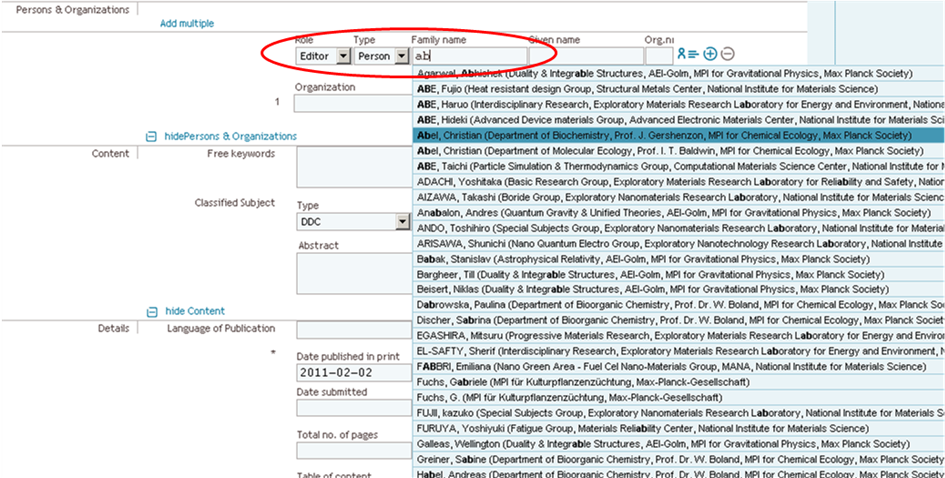 Persons & Organizations
Add multiple
Role Type Family name Given name Org.nu
Editor Person ab
Agarwal, Abhishek (Duality & Integrable Structures, AEI-Golm, MPI for Gravitational Physics, Max Planck Society)
Organization
ABE, Fujio (Heat resistant design Group, Structural Metals Center, National Institute for Materials Science)
1
ABE, Haruo (Interdisciplinary Research, Exploratory Materials Research Laboratory for Energy and Environment, Nation
ABE, Hideki (Advanced Device materials Group, Advanced Electronic Materials Center, National Institute for Materials
hidePersons & Organizations
Abel, Christian (Department of Biochemistry, Prof. J. Gershenzon, MPI for Chemical Ecology, Max Planck Society)
Content Free keywords
Abel, Christian (Department of Molecular Ecology, Prof. I. T. Baldwin, MPI for Chemical Ecology, Max Planck Society)
ABE, Taichi (Particle Simulation & Thermodynamics Group, Computational Materials Science Center, National Institute for M
ADACHI, Yoshitaka (Basic Research Group, Exploratory Materials Research Laboratory for Reliability and Safety, Nation
Classified Subject Type
AIZAWA, Takashi (Boride Group, Exploratory Nanomaterials Research Laboratory, National Institute for Materials Scien
DDC
Anabalon, Andres (Quantum Gravity & Unified Theories, AEI-Golm, MPI for Gravitational Physics, Max Planck Society)
ANDO, Toshihiro (Special Subjects Group, Exploratory Nanomaterials Research Laboratory, National Institute for Materia
Abstract
ARISAWA, Shunichi (Nano Quantum Electro Group, Exploratory Nanotechnology Research Laboratory, National Institute
Babak, Stanislav (Astrophysical Relativity, AEI-Golm, MPI for Gravitational Physics, Max Planck Society)
Bargheer, Till (Duality & Integrable Structures, AEI-Golm, MPI for Gravitational Physics, Max Planck Society)
Beisert, Niklas (Duality & Integrable Structures, AEI-Golm, MPI for Gravitational Physics, Max Planck Society)
hide Content
Dabrowska, Paulina (Department of Bioorganic Chemistry, Prof. Dr. W. Boland, MPI for Chemical Ecology, Max Planck So
Details Language of Publication
Discher, Sabrina (Department of Bioorganic Chemistry, Prof. Dr. W. Boland, MPI for Chemical Ecology, Max Planck Societ
EGASHIRA, Mitsuru (Progressive Materials Research, Exploratory Materials Research Laboratory for Energy and Environ
*
Date published in print
EL-SAFTY, Sherif (Interdisciplinary Research, Exploratory Materials Research Laboratory for Energy and Environment, N
2011-02-02
FABBRI, Emiliana (Nano Green Area - Fuel Cel Nano-Materials Group, MANA, National Institute for Materials Science)
Date submitted
Fuchs, Gabriele (MPI für Kulturpflanzenzüchtung, Max-Planck-Gesellschaft)
Fuchs, G. (MPI für Kulturpflanzenzüchtung, Max-Planck-Gesellschaft)
FUJII, kazuko (Special Subjects Group, Exploratory Nanomaterials Research Laboratory, National Institute for Materials S
Total no. of pages
FURUYA, Yoshiyuki (Fatigue Group, Materials Reliability Center, National Institute for Materials Science)
Galleas, Wellington (Duality & Integrable Structures, AEI-Golm, MPI for Gravitational Physics, Max Planck Society)
Greiner, Sabine (Department of Bioorganic Chemistry, Prof. Dr. W. Boland, MPI for Chemical Ecology, Max Planck Society)
Table of content
Habel, Andreas (Department of Bioorganic Chemistry, Prof. Dr. W. Boland, MPI for Chemical Ecology, Max Planck Society